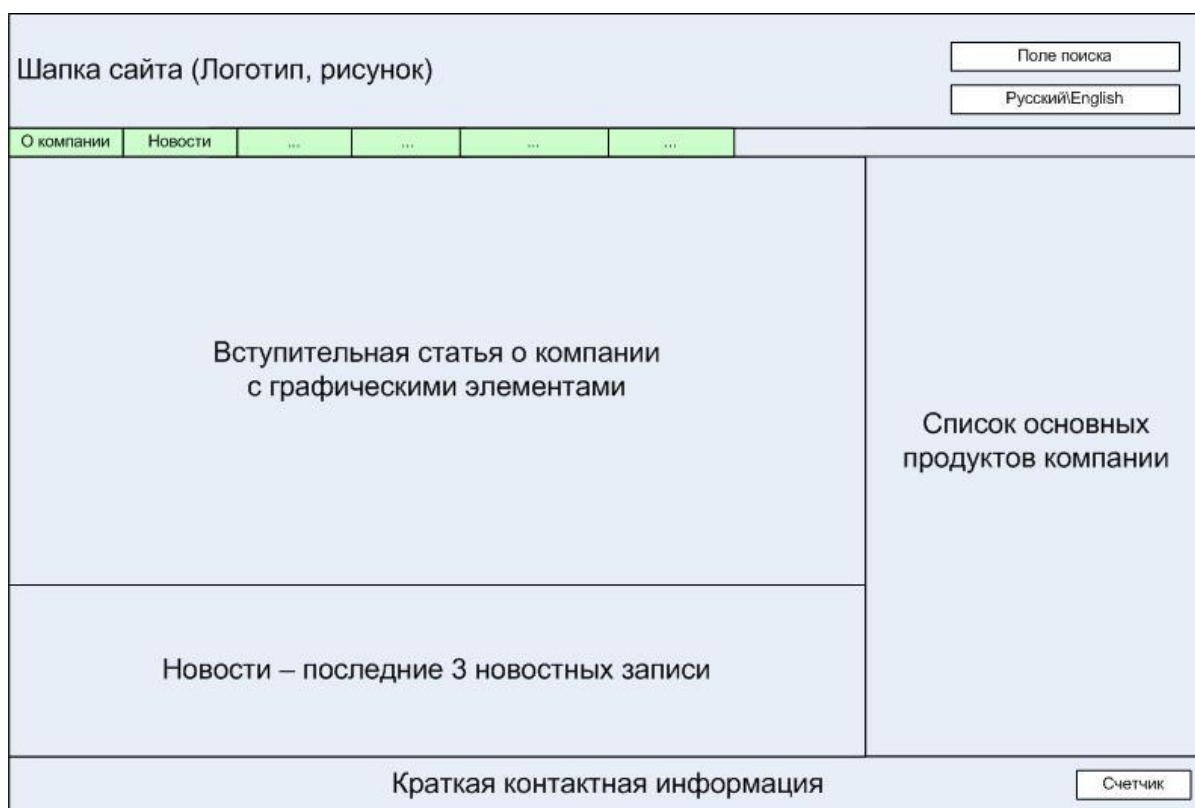 Шапка сайта (Логотип, рисунок)
Поле поиска
Русский\English
О компании
Новости
...
...
...
...
Вступительная статья о компании
с графическими элементами
Список основных
продуктов компании
Новости – последние 3 новостных записи
Краткая контактная информация
Счетчик